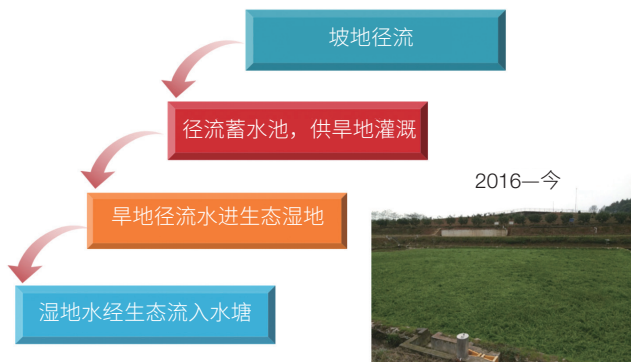 坡地径流
径流蓄水池，供旱地灌溉
2016—今
旱地径流水进生态湿地
湿地水经生态流入水塘